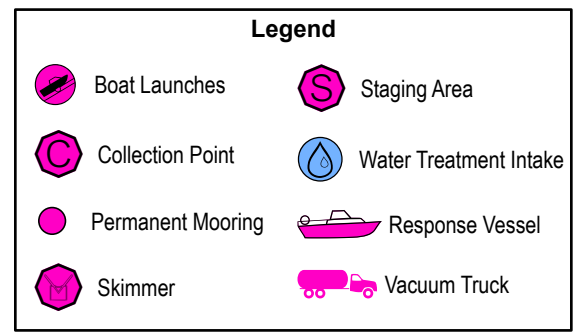 Legend
Boat Launches
S
Staging Area
C
Collection Point
Water Treatment Intake
Permanent Mooring
Response Vessel
Skimmer
Vacuum Truck